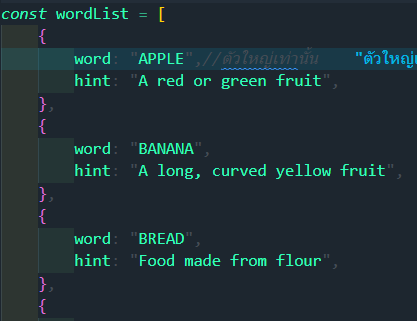 const wordList = [
{
word: "APPLE",//ตัวใหญ่เท่านั้น "ตัวใหญ่
hint: "A red or green fruit",
},
{
word: "BANANA",
hint: "A long, curved yellow fruit",
},
{
word: "BREAD",
hint: "Food made from flour",
},
{